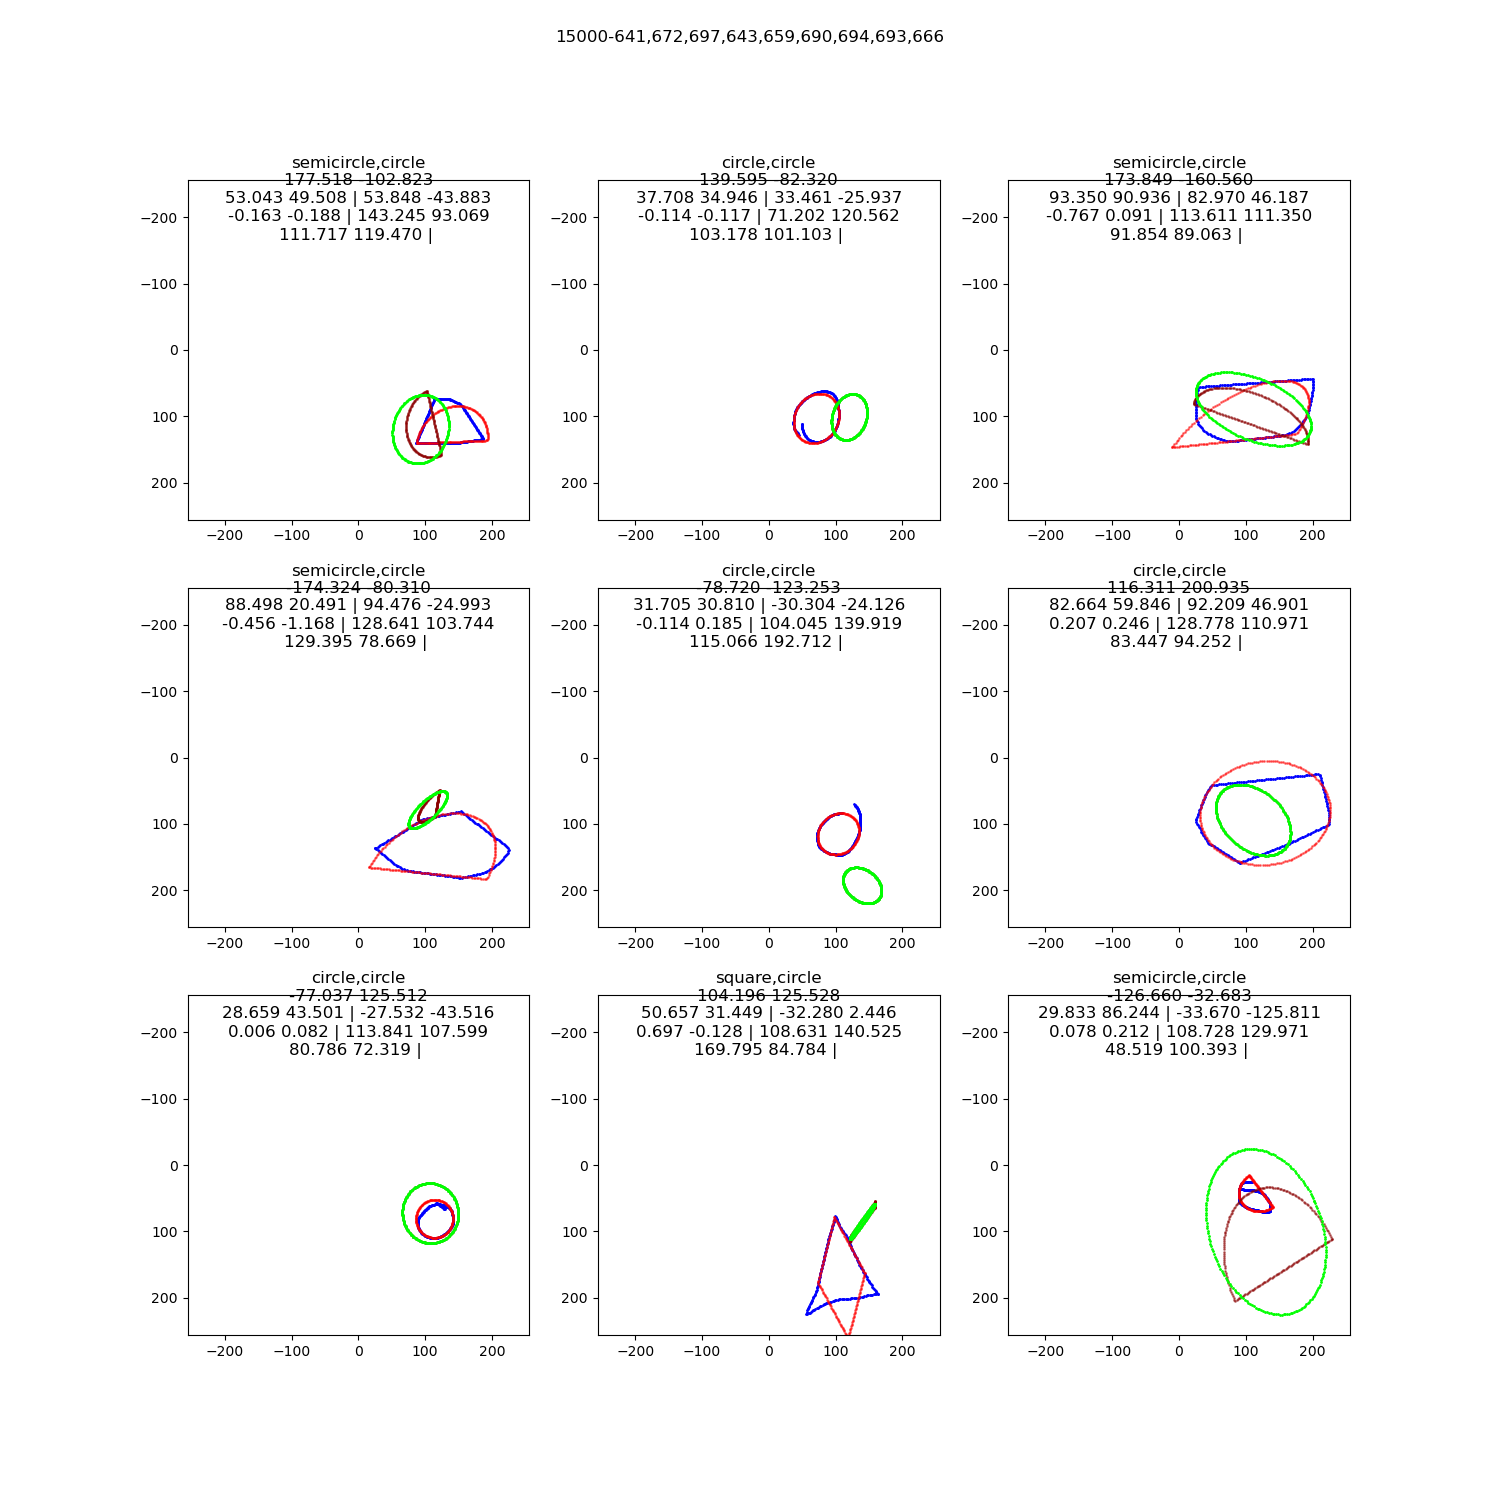 15000-641,672,697,643,659,690,694,693,666
semicircle,circle
177.518 -102.823
53.043 49.508 | 53.848 -43.883
-0.163 -0.188 | 143.245 93.069
111.717 119.470 |
−200
−100
0
100
200
−200 −100 0 100 200
circle,circle
139.595 -82.320
37.708 34.946 | 33.461 -25.937
-0.114 -0.117 | 71.202 120.562
103.178 101.103 |
−200
−100
0
100
200
−200 −100 0 100 200
semicircle,circle
173.849 -160.560
93.350 90.936 | 82.970 46.187
-0.767 0.091 | 113.611 111.350
91.854 89.063 |
−200
−100
0
100
200
−200 −100 0 100 200
semicircle,circle
-174.324 -80.310
88.498 20.491 | 94.476 -24.993
-0.456 -1.168 | 128.641 103.744
129.395 78.669 |
−200
−100
0
100
200
−200 −100 0 100 200
circle,circle
-78.720 -123.253
31.705 30.810 | -30.304 -24.126
-0.114 0.185 | 104.045 139.919
115.066 192.712 |
−200
−100
0
100
200
−200 −100 0 100 200
circle,circle
116.311 200.935
82.664 59.846 | 92.209 46.901
0.207 0.246 | 128.778 110.971
83.447 94.252 |
−200
−100
0
100
200
−200 −100 0 100 200
circle,circle
-77.037 125.512
28.659 43.501 | -27.532 -43.516
0.006 0.082 | 113.841 107.599
80.786 72.319 |
−200
−100
0
100
200
−200 −100 0 100 200
square,circle
104.196 125.528
50.657 31.449 | -32.280 2.446
0.697 -0.128 | 108.631 140.525
169.795 84.784 |
−200
−100
0
100
200
−200 −100 0 100 200
semicircle,circle
-126.660 -32.683
29.833 86.244 | -33.670 -125.811
0.078 0.212 | 108.728 129.971
48.519 100.393 |
−200
−100
0
100
200
−200 −100 0 100 200